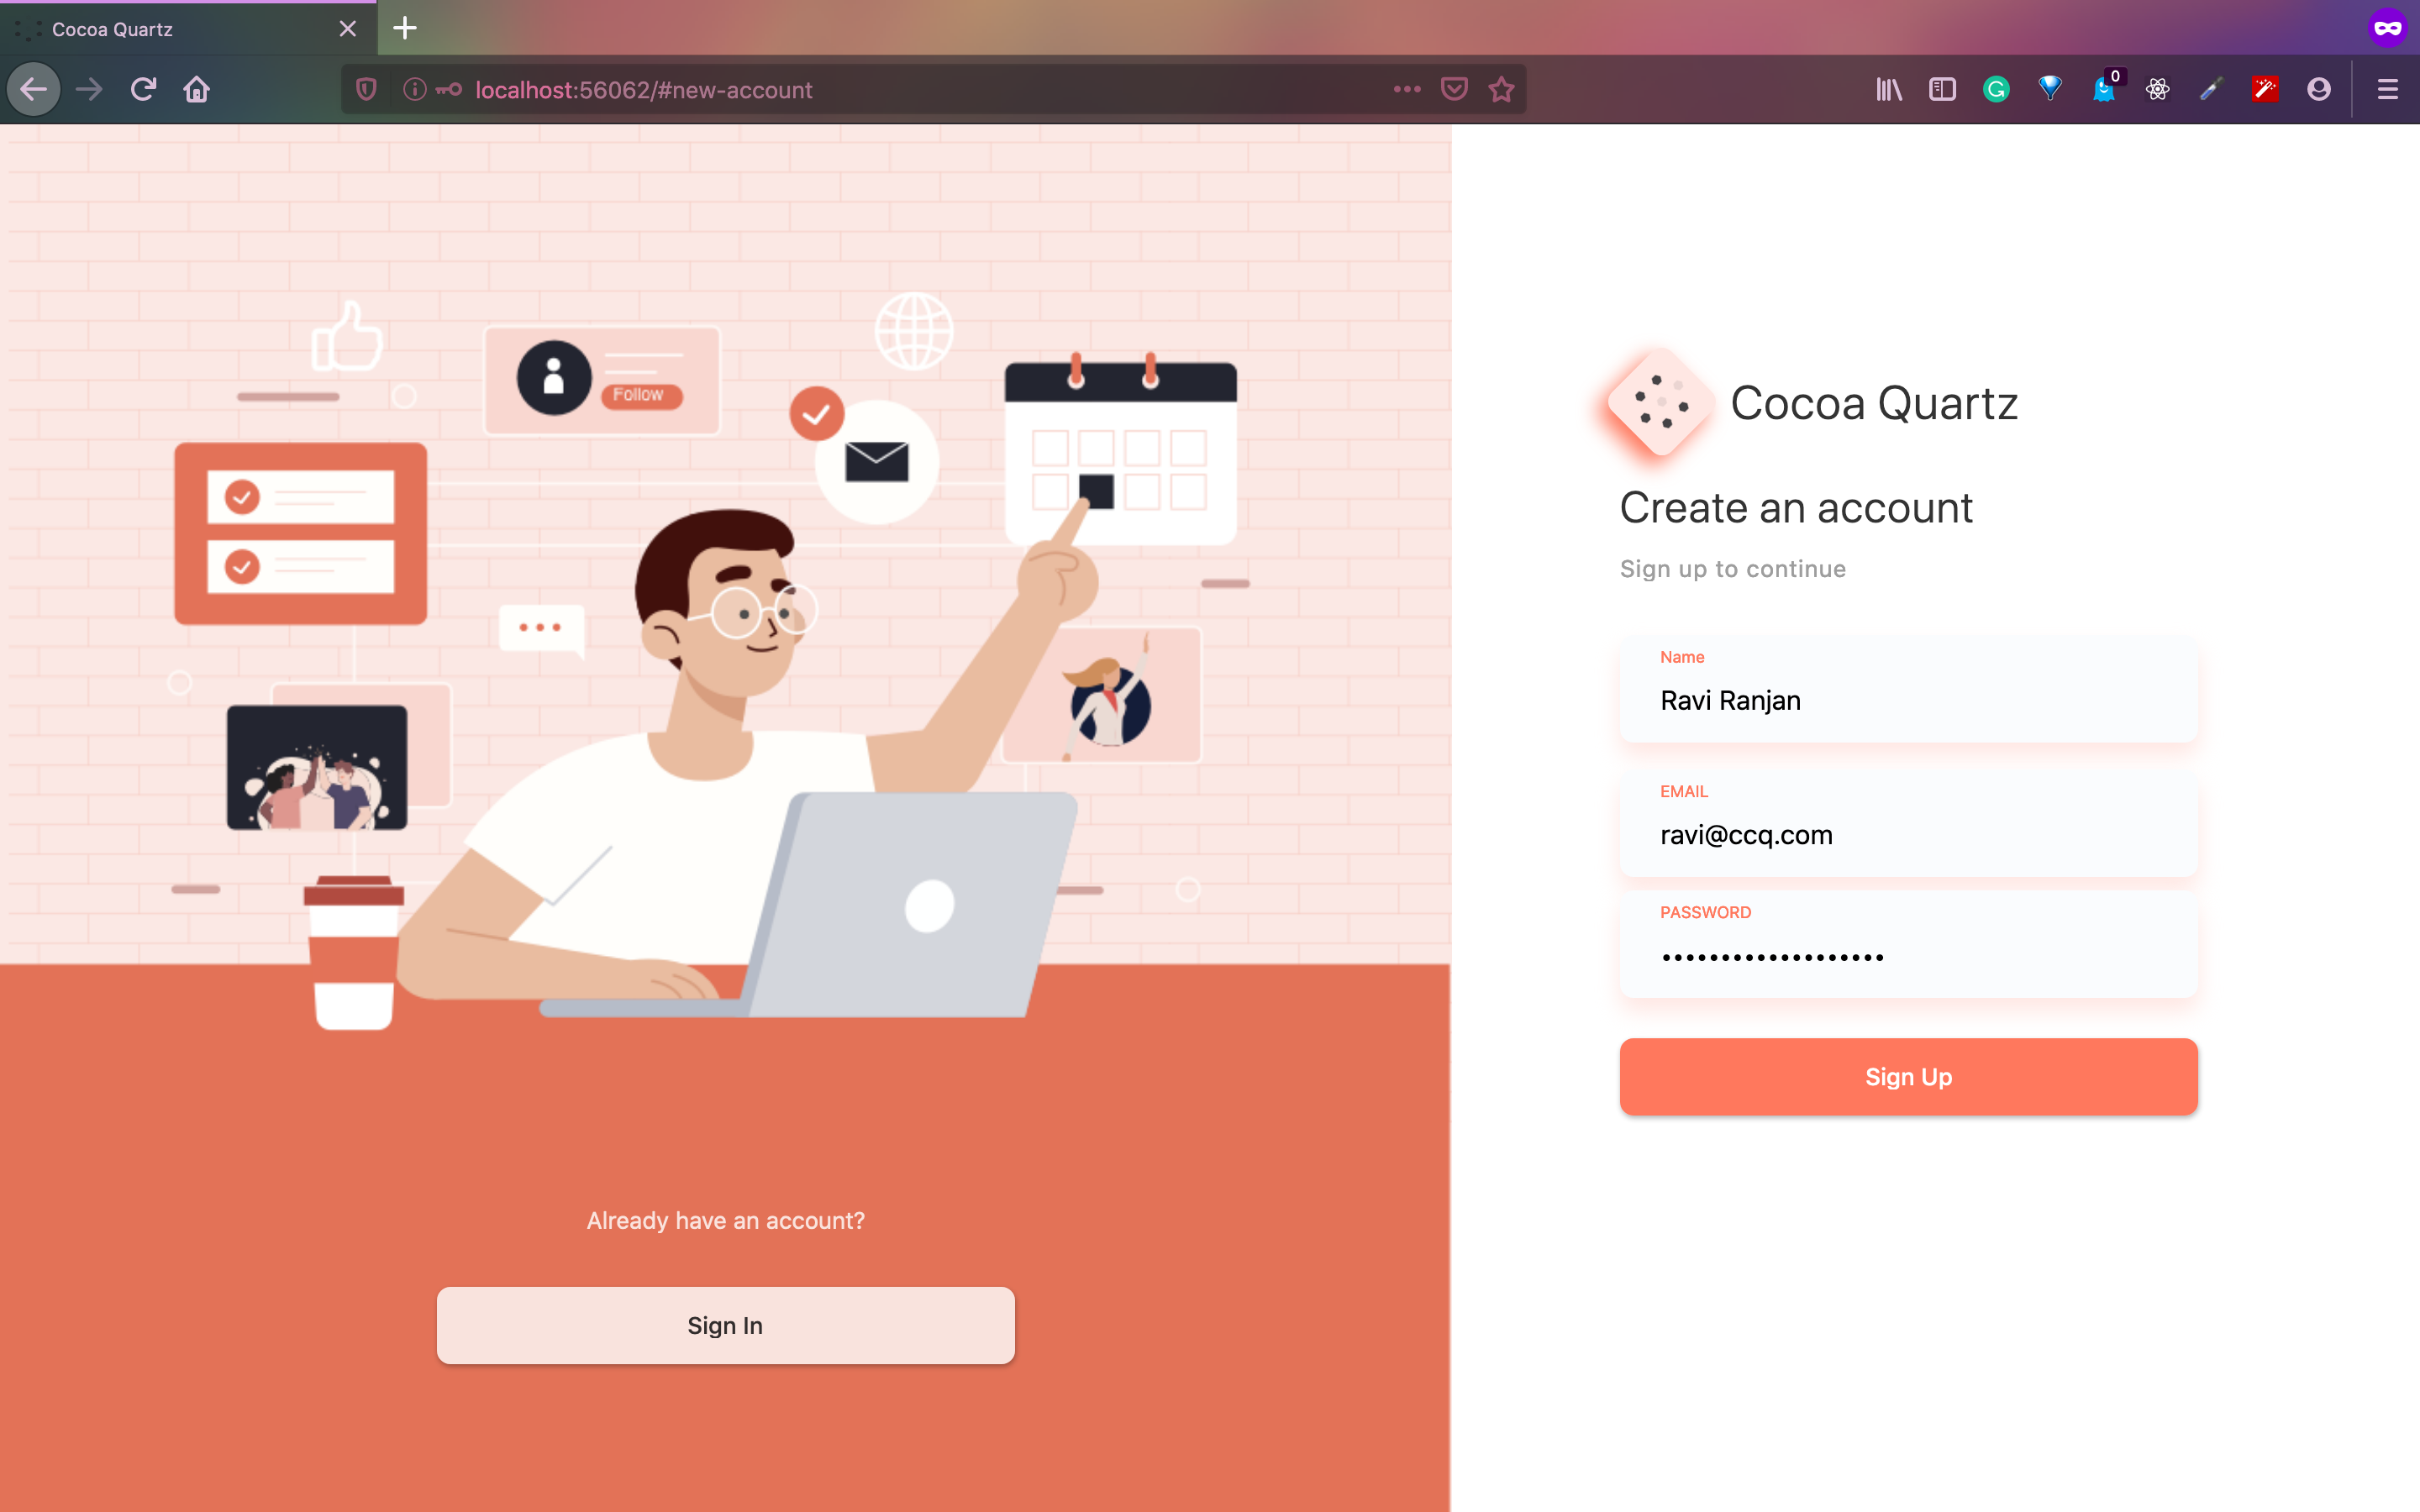 Cocoa Quartz
localhost:56062/#new-account
0
Follow
Already have an account?
Sign In
Cocoa Quartz
Create an account
Sign up to continue
Name
Ravi Ranjan
EMAIL
ravi@ccq.com
PASSWORD
•••••••••••••••••••
Sign Up